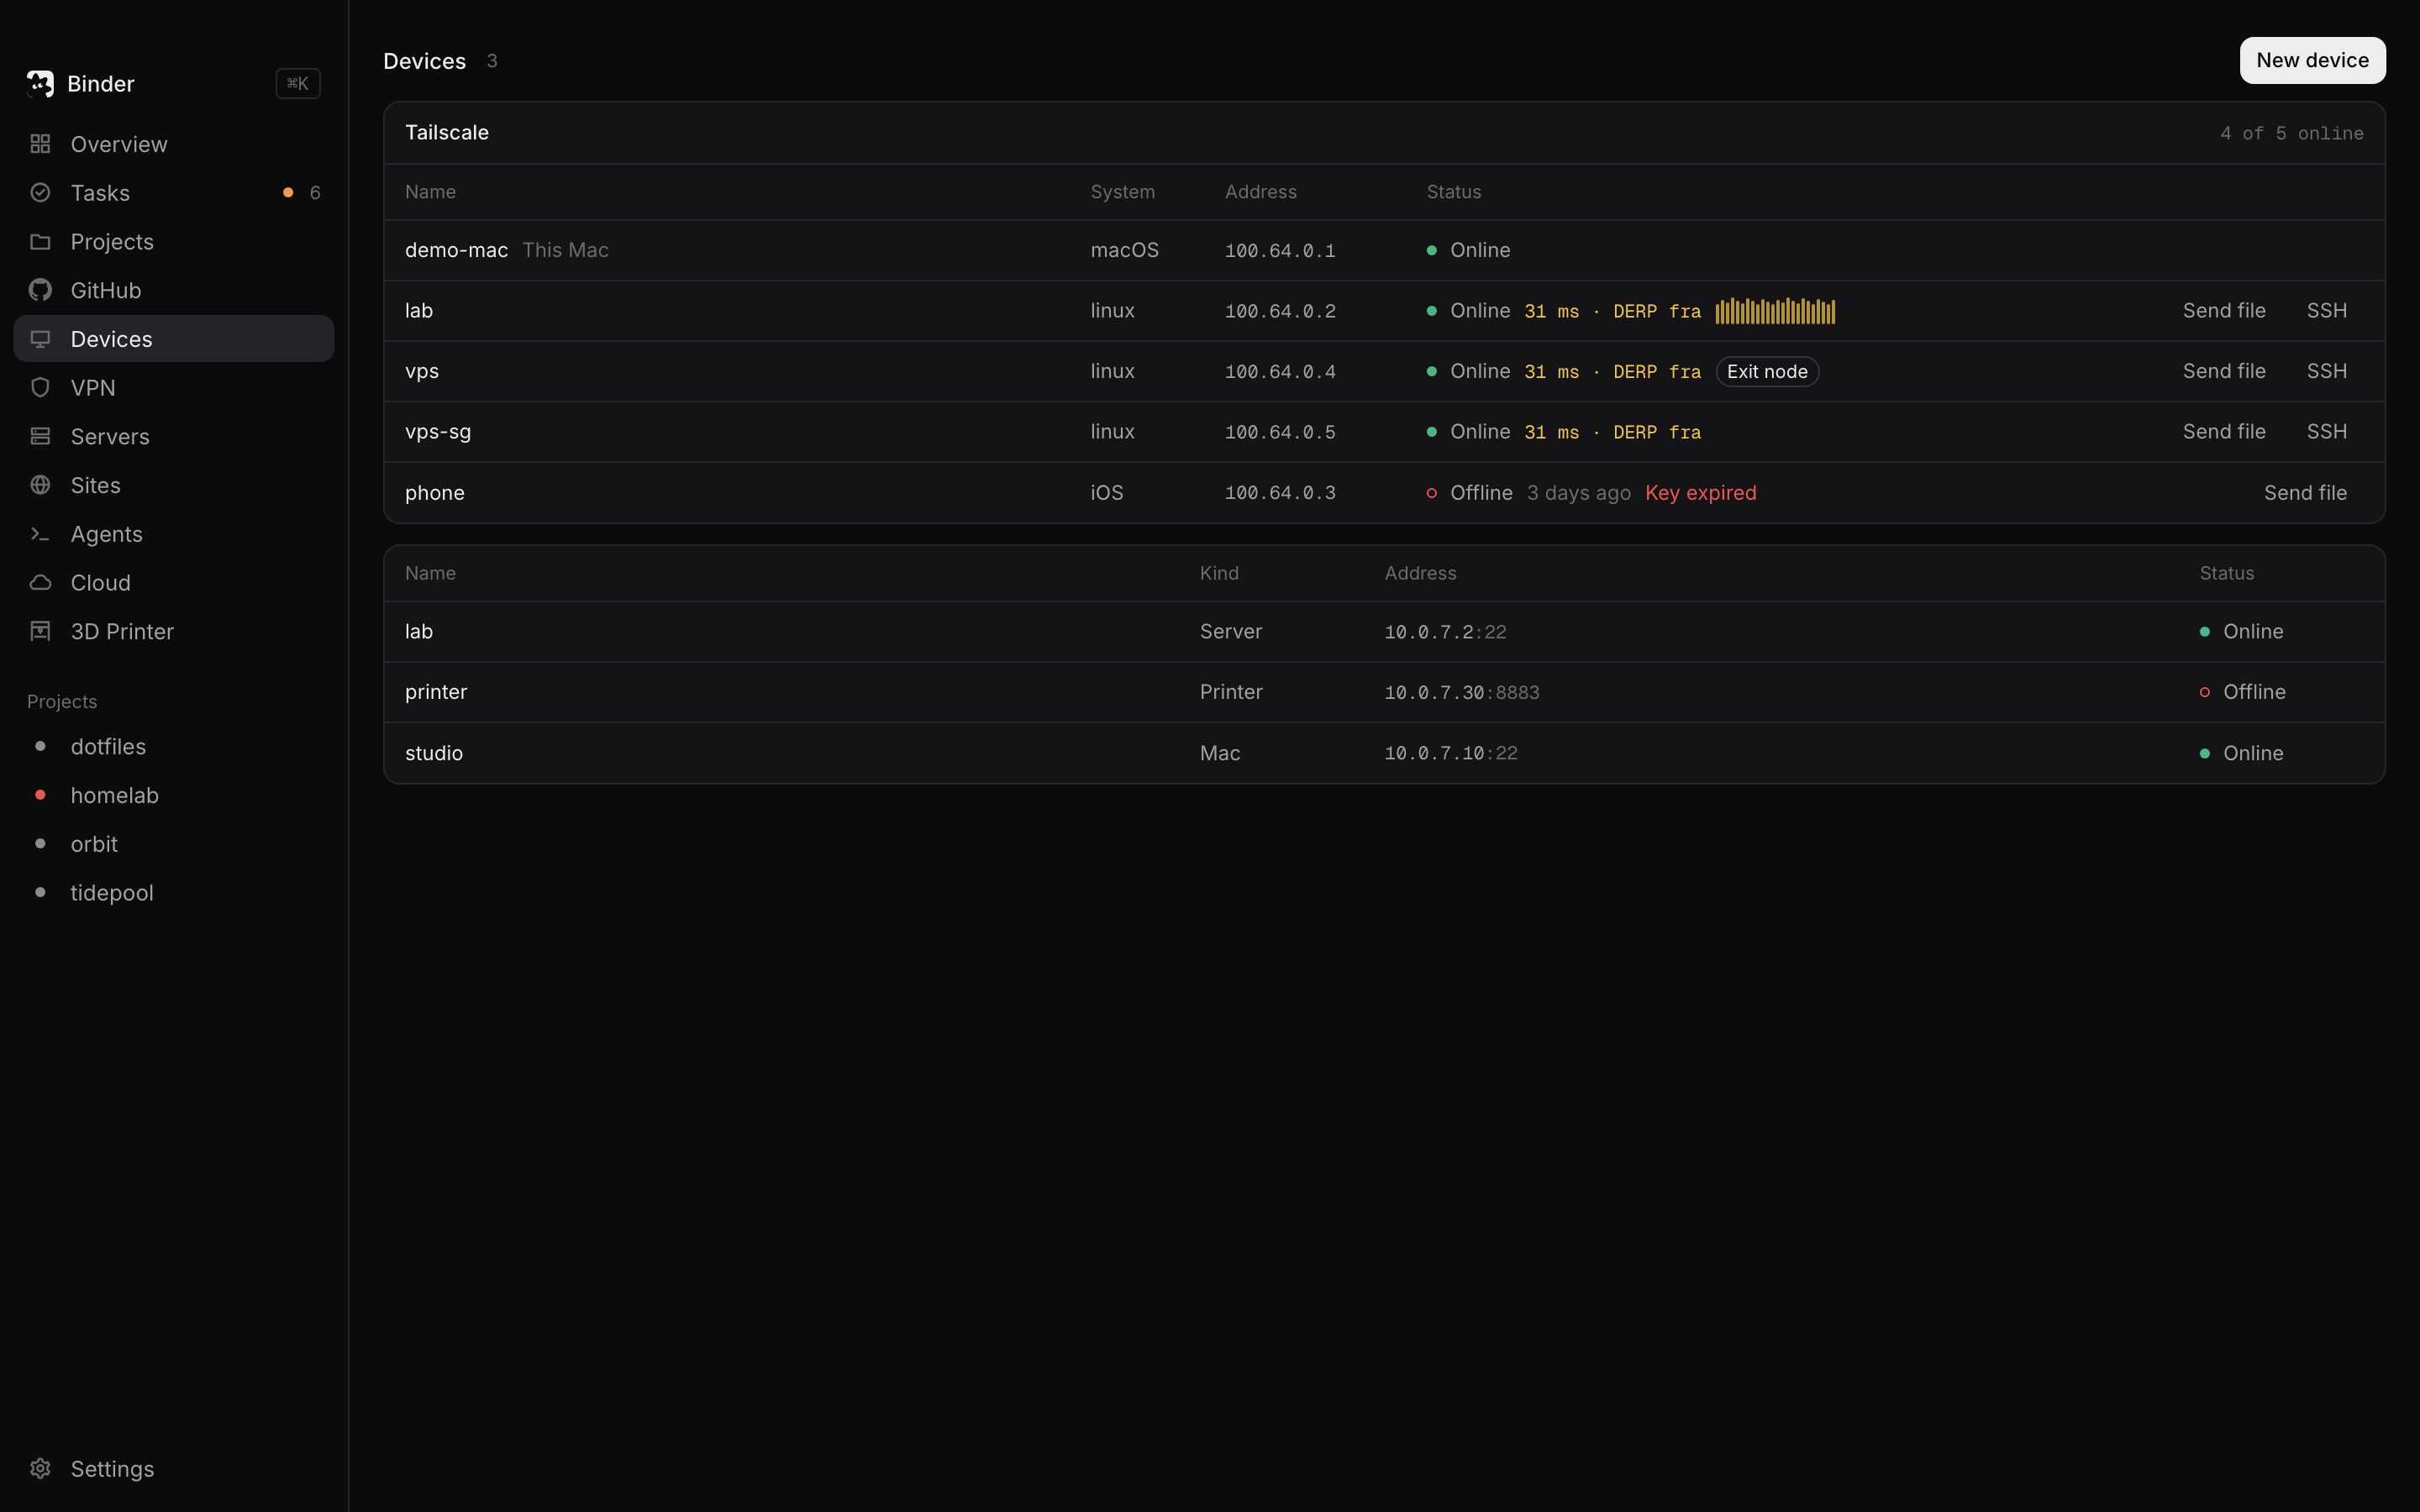 Binder ⌘K
Overview
Tasks 6
Projects
GitHub
Devices
VPN
Servers
Sites
Agents
Cloud
3D Printer
Projects
dotfiles
homelab
orbit
tidepool
Settings
Devices 3
New device
Tailscale 4 of 5 online
Name System Address Status
demo-mac This Mac macOS 100.64.0.1 Online
lab linux 100.64.0.2 Online 31 ms · DERP fra Send file SSH
vps linux 100.64.0.4 Online 31 ms · DERP fra Exit node Send file SSH
vps-sg linux 100.64.0.5 Online 31 ms · DERP fra Send file SSH
phone iOS 100.64.0.3 Offline 3 days ago Key expired Send file
Name Kind Address Status
lab Server 10.0.7.2:22 Online
printer Printer 10.0.7.30:8883 Offline
studio Mac 10.0.7.10:22 Online